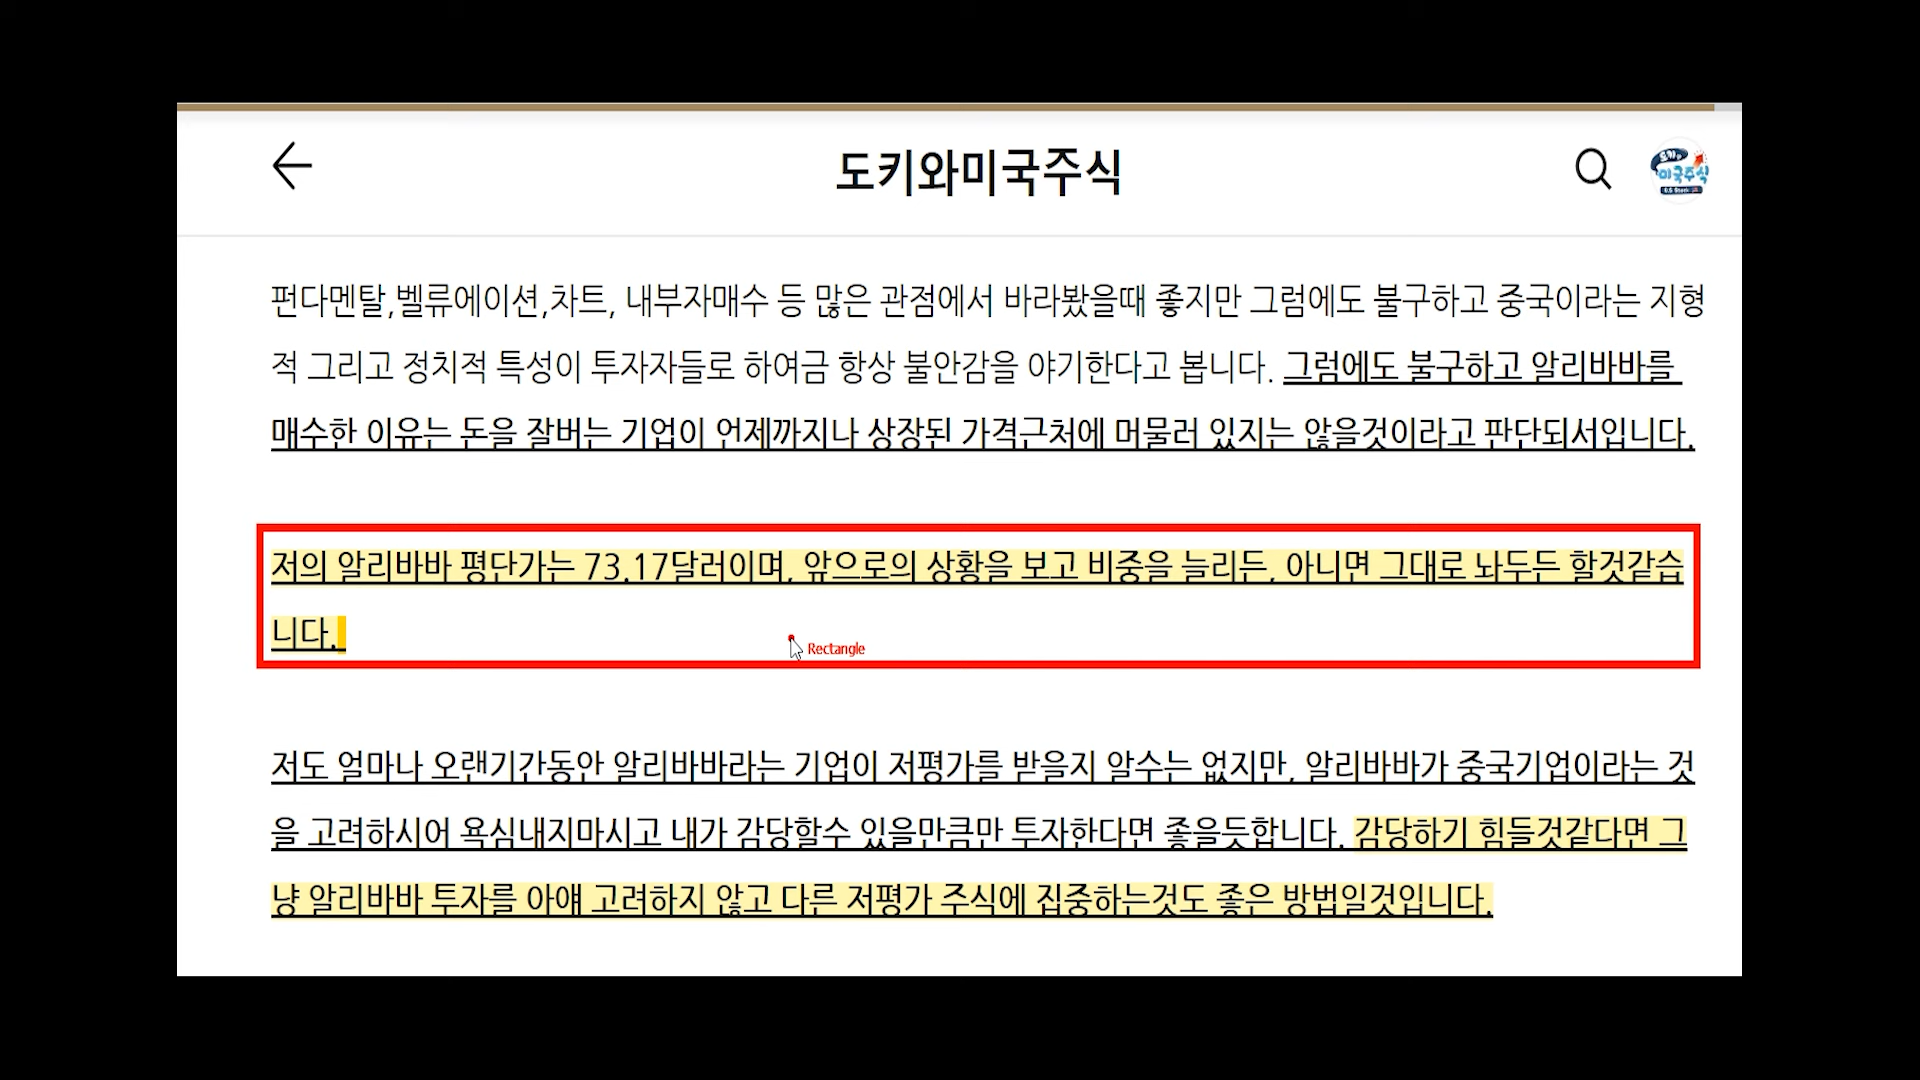 도키와미국주식
도키와
미국주식
U.S Stock
펀다멘탈,벨류에이션,차트, 내부자매수 등 많은 관점에서 바라봤을때 좋지만 그럼에도 불구하고 중국이라는 지형
적 그리고 정치적 특성이 투자자들로 하여금 항상 불안감을 야기한다고 봅니다. 그럼에도 불구하고 알리바바를
매수한 이유는 돈을 잘버는 기업이 언제까지나 상장된 가격근처에 머물러 있지는 않을것이라고 판단되서입니다.
저의 알리바바 평단가는 73.17달러이며, 앞으로의 상황을 보고 비중을 늘리든, 아니면 그대로 놔두든 할것같습
니다.
Rectangle
저도 얼마나 오랜기간동안 알리바바라는 기업이 저평가를 받을지 알수는 없지만, 알리바바가 중국기업이라는 것
을 고려하시어 욕심내지마시고 내가 감당할수 있을만큼만 투자한다면 좋을듯합니다. 감당하기 힘들것같다면 그
냥 알리바바 투자를 아얘 고려하지 않고 다른 저평가 주식에 집중하는것도 좋은 방법일것입니다.